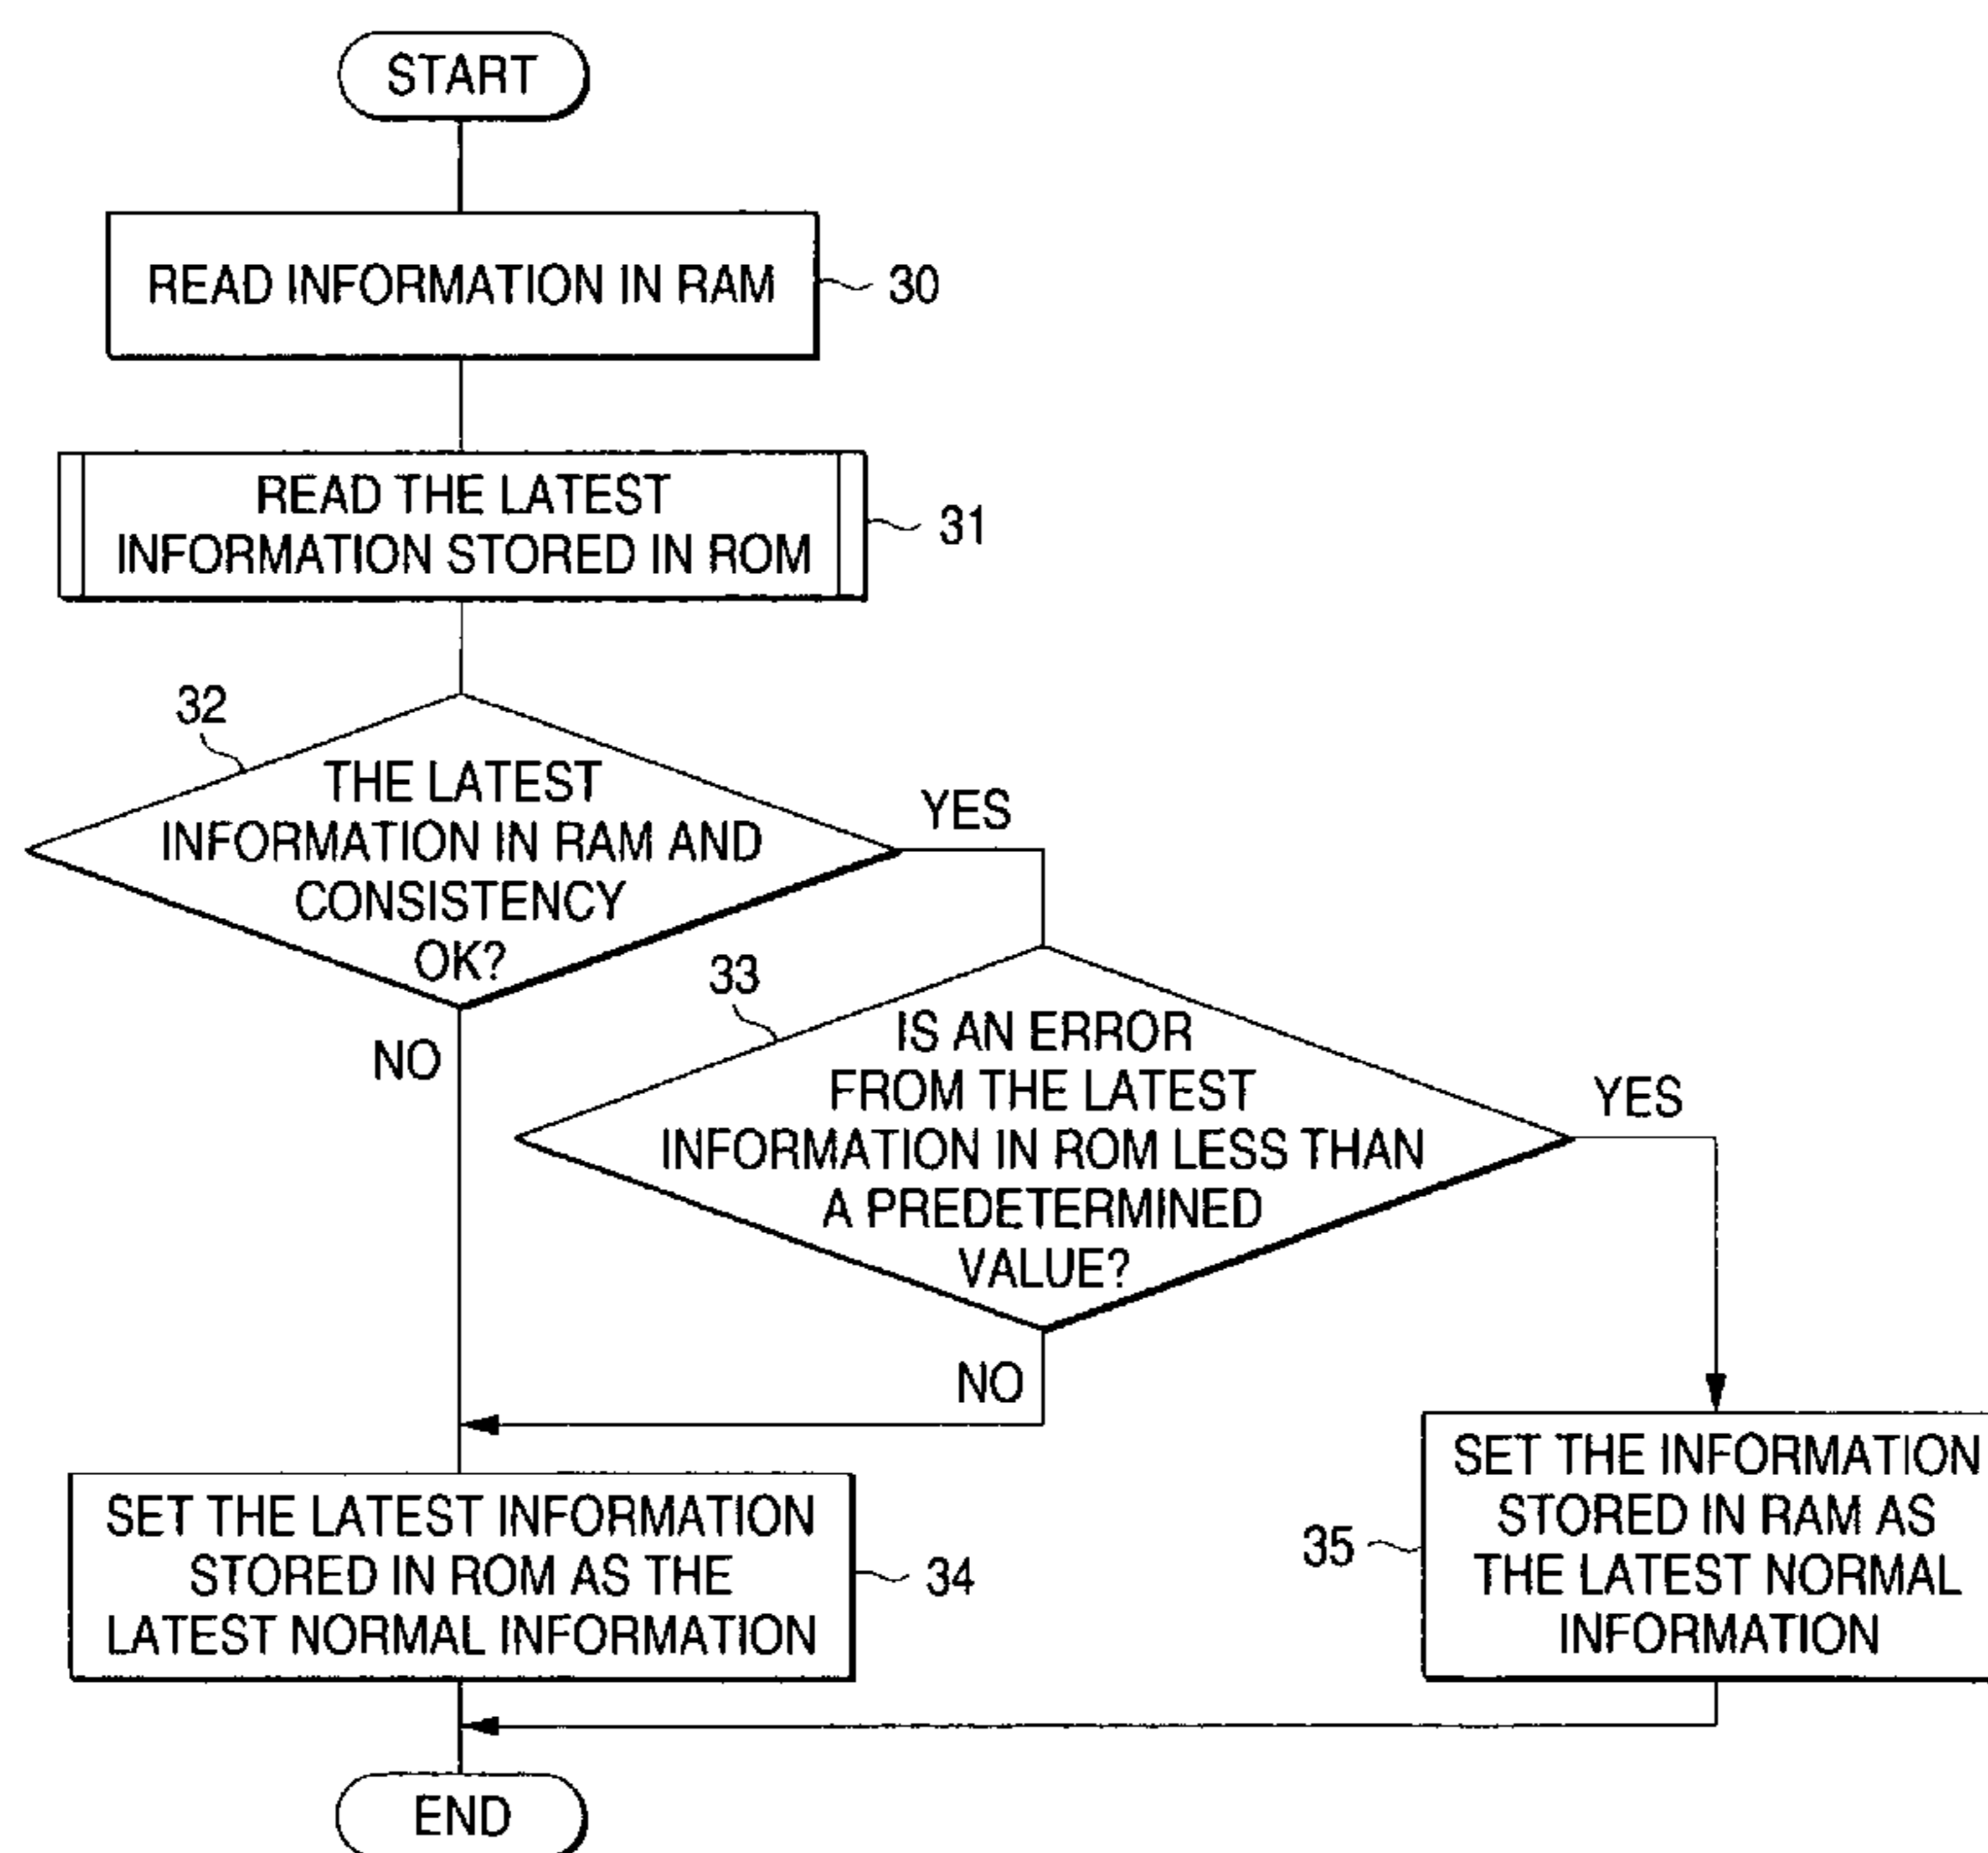 START
READ INFORMATION IN RAM
30
READ THE LATEST
INFORMATION STORED IN ROM
31
32
THE LATEST
INFORMATION IN RAM AND
CONSISTENCY
OK?
YES
NO
33
IS AN ERROR
FROM THE LATEST
INFORMATION IN ROM LESS THAN
A PREDETERMINED
VALUE?
YES
NO
SET THE LATEST INFORMATION
STORED IN ROM AS THE
LATEST NORMAL INFORMATION
34
35
SET THE INFORMATION
STORED IN RAM AS
THE LATEST NORMAL
INFORMATION
END